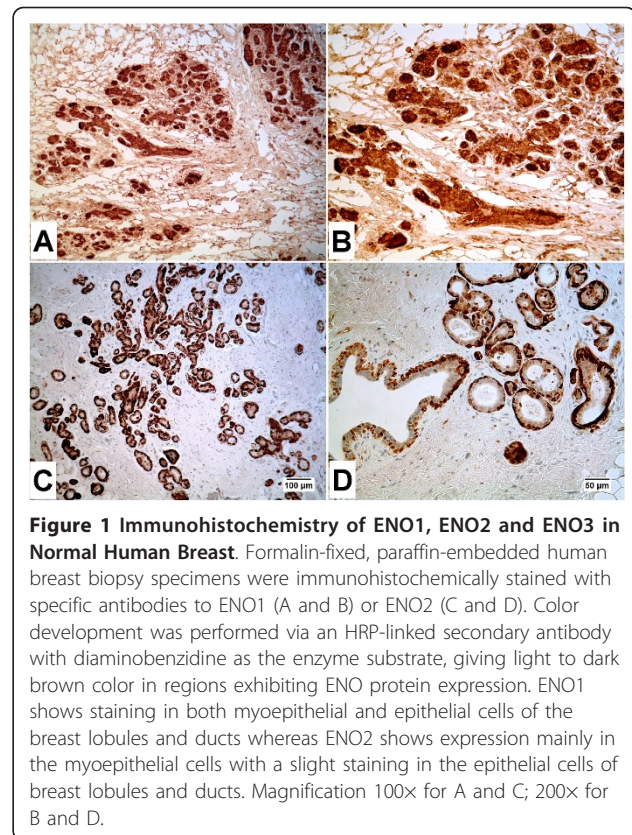 A
B
C
100 µm
D
50 µm
Figure 1 Immunohistochemistry of ENO1, ENO2 and ENO3 in
Normal Human Breast. Formalin-fixed, paraffin-embedded human
breast biopsy specimens were immunohistochemically stained with
specific antibodies to ENO1 (A and B) or ENO2 (C and D). Color
development was performed via an HRP-linked secondary antibody
with diaminobenzidine as the enzyme substrate, giving light to dark
brown color in regions exhibiting ENO protein expression. ENO1
shows staining in both myoepithelial and epithelial cells of the
breast lobules and ducts whereas ENO2 shows expression mainly in
the myoepithelial cells with a slight staining in the epithelial cells of
breast lobules and ducts. Magnification 100× for A and C; 200× for
B and D.